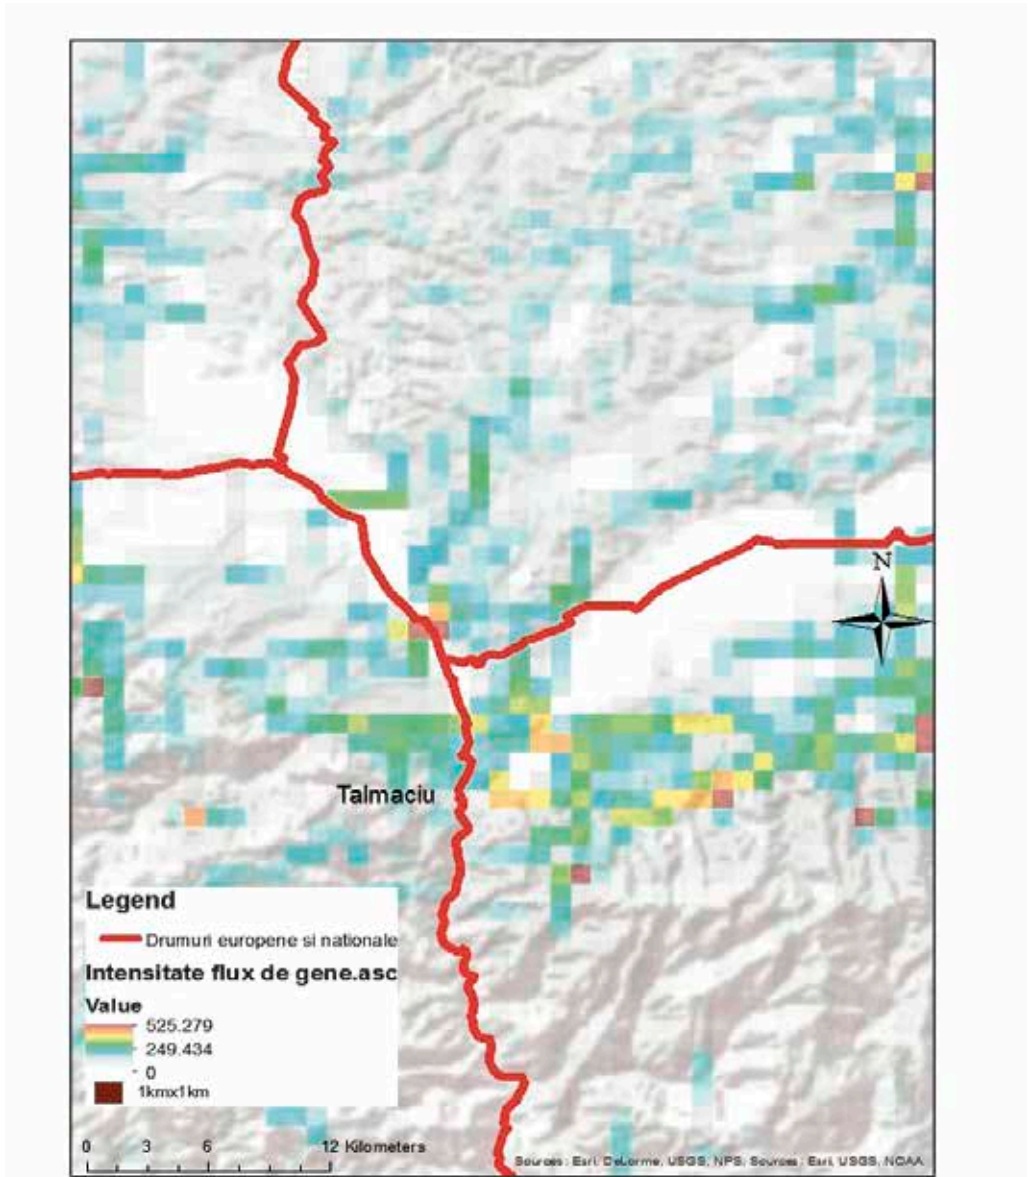 N
Talmaciu
Legend
Drumuri europene si nationale
Intensitate flux de gene.asc
Value
525.279
249.434
0
1kmx1km
0 3 6 12 Kilometers
Sources: Esri, DeLorme, USGS, NPS, Sources: Esri, USGS, NOAA